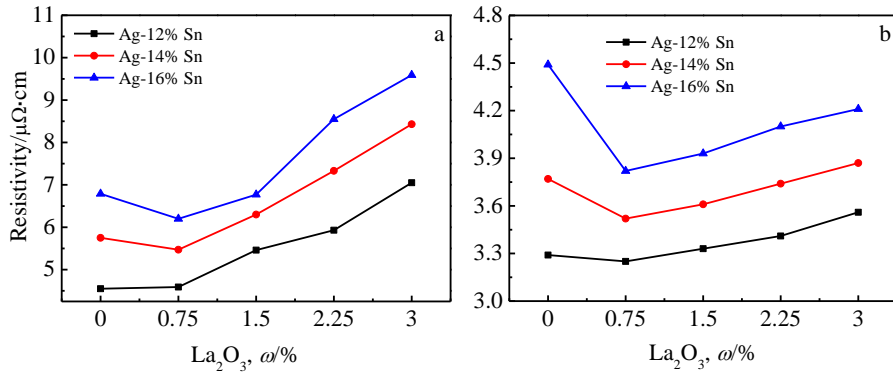 11
10
9
8
7
6
5
Resistivity/μΩ·cm
Ag-12% Sn
Ag-14% Sn
Ag-16% Sn
a
0 0.75 1.5 2.25 3
La₂O₃, ω/%
4.8
4.5
4.2
3.9
3.6
3.3
3.0
Ag-12% Sn
Ag-14% Sn
Ag-16% Sn
b
0 0.75 1.5 2.25 3
La₂O₃, ω/%